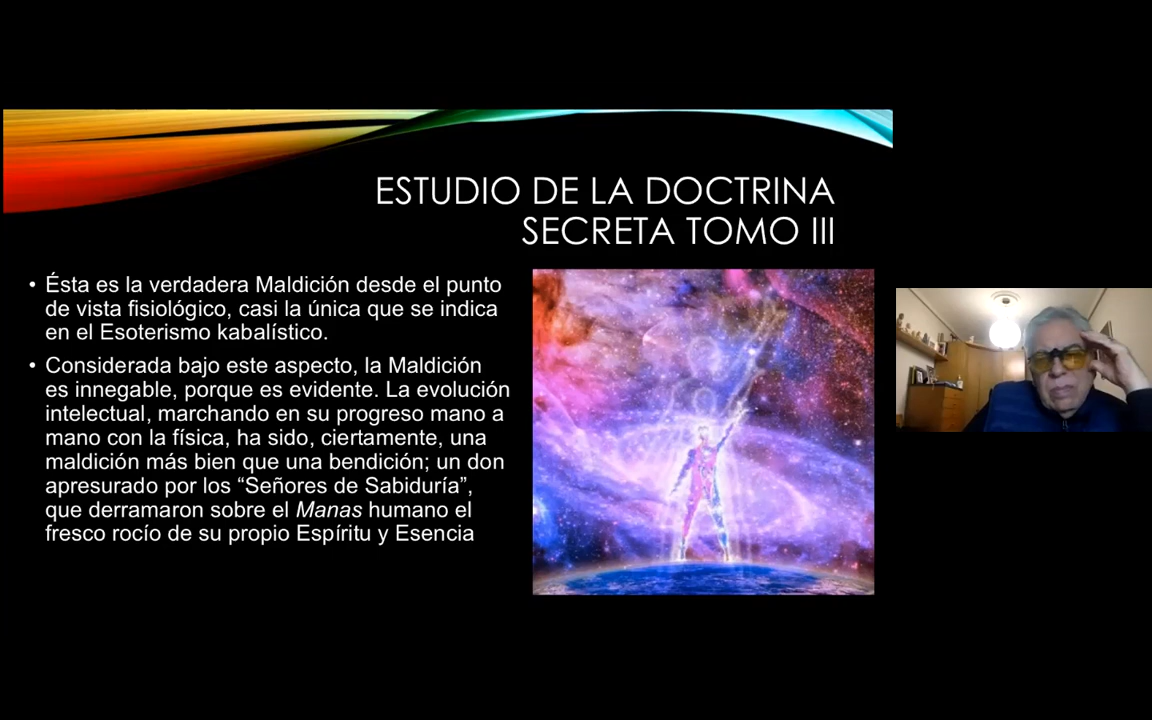 ESTUDIO DE LA DOCTRINA
SECRETA TOMO III
• Ésta es la verdadera Maldición desde el punto
de vista fisiológico, casi la única que se indica
en el Esoterismo kabalístico.
• Considerada bajo este aspecto, la Maldición
es innegable, porque es evidente. La evolución
intelectual, marchando en su progreso mano a
mano con la física, ha sido, ciertamente, una
maldición más bien que una bendición; un don
apresurado por los “Señores de Sabiduría”,
que derramaron sobre el Manas humano el
fresco rocío de su propio Espíritu y Esencia